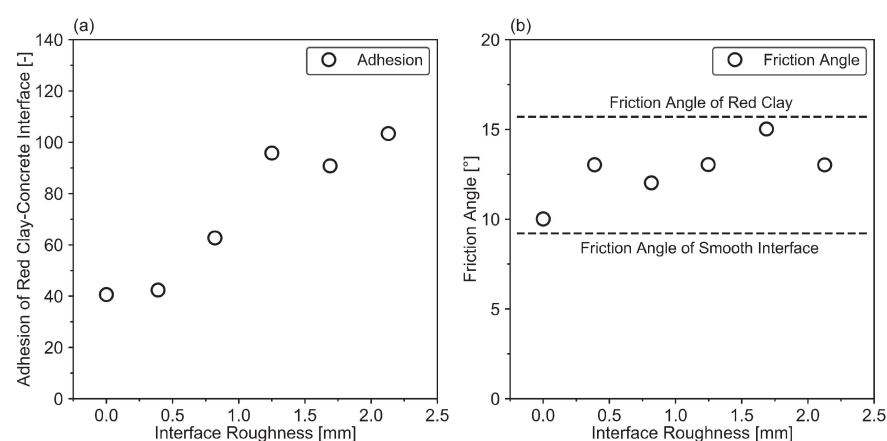 (a)
140
120
100
80
60
40
20
0
Adhesion of Red Clay-Concrete Interface [-]
Adhesion
0.0 0.5 1.0 1.5 2.0 2.5
Interface Roughness [mm]
(b)
20
15
10
5
0
Friction Angle [°]
Friction Angle
Friction Angle of Red Clay
Friction Angle of Smooth Interface
0.0 0.5 1.0 1.5 2.0 2.5
Interface Roughness [mm]